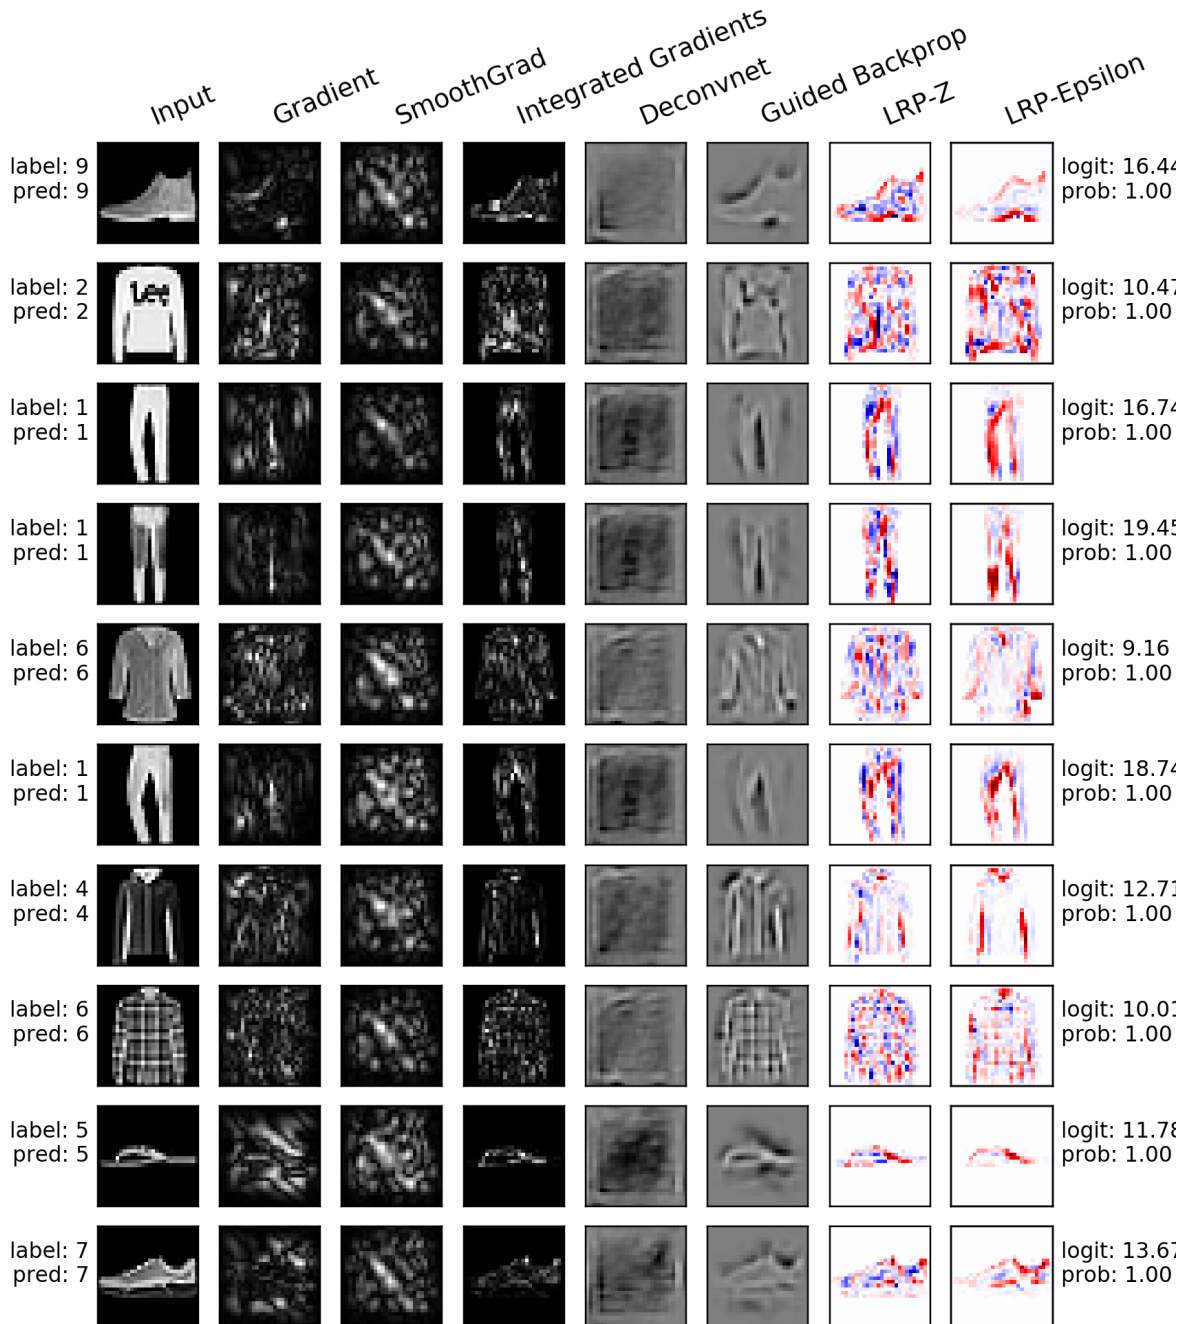 Input
Gradient
SmoothGrad
Integrated Gradients
Deconvnet
Guided Backprop
LRP-Z
LRP-Epsilon
label: 9
pred: 9
logit: 16.44
prob: 1.00
label: 2
pred: 2
Lee
logit: 10.47
prob: 1.00
label: 1
pred: 1
logit: 16.74
prob: 1.00
label: 1
pred: 1
logit: 19.45
prob: 1.00
label: 6
pred: 6
logit: 9.16
prob: 1.00
label: 1
pred: 1
logit: 18.74
prob: 1.00
label: 4
pred: 4
logit: 12.71
prob: 1.00
label: 6
pred: 6
logit: 10.01
prob: 1.00
label: 5
pred: 5
logit: 11.78
prob: 1.00
label: 7
pred: 7
logit: 13.67
prob: 1.00